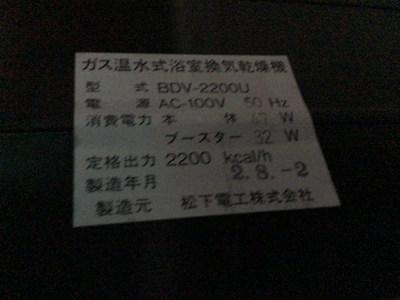 ガス温水式浴室換気乾燥機
型 式 BDV-2200U
電 源 AC-100V 50 Hz
消費電力 本 体 47 W
ブースター 32 W
定格出力 2200 kcal/h
製造年月 2.8.-2
製造元 松下電工株式会社